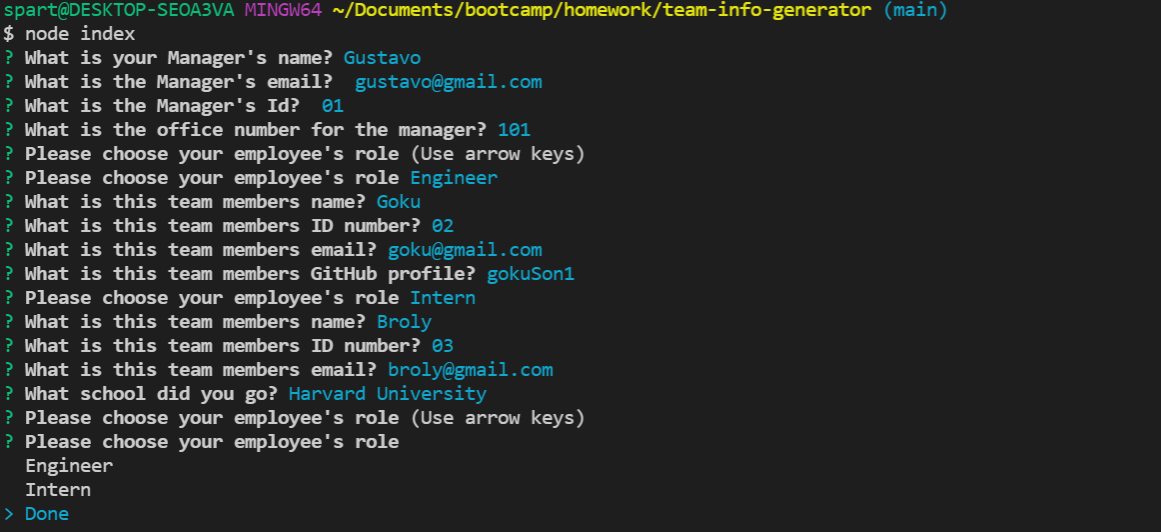 spart@DESKTOP-SEOA3VA MINGW64 ~/Documents/bootcamp/homework/team-info-generator (main)
$ node index
? What is your Manager's name? Gustavo
? What is the Manager's email?  gustavo@gmail.com
? What is the Manager's Id?  01
? What is the office number for the manager? 101
? Please choose your employee's role (Use arrow keys)
? Please choose your employee's role Engineer
? What is this team members name? Goku
? What is this team members ID number? 02
? What is this team members email? goku@gmail.com
? What is this team members GitHub profile? gokuSon1
? Please choose your employee's role Intern
? What is this team members name? Broly
? What is this team members ID number? 03
? What is this team members email? broly@gmail.com
? What school did you go? Harvard University
? Please choose your employee's role (Use arrow keys)
? Please choose your employee's role
  Engineer
  Intern
> Done